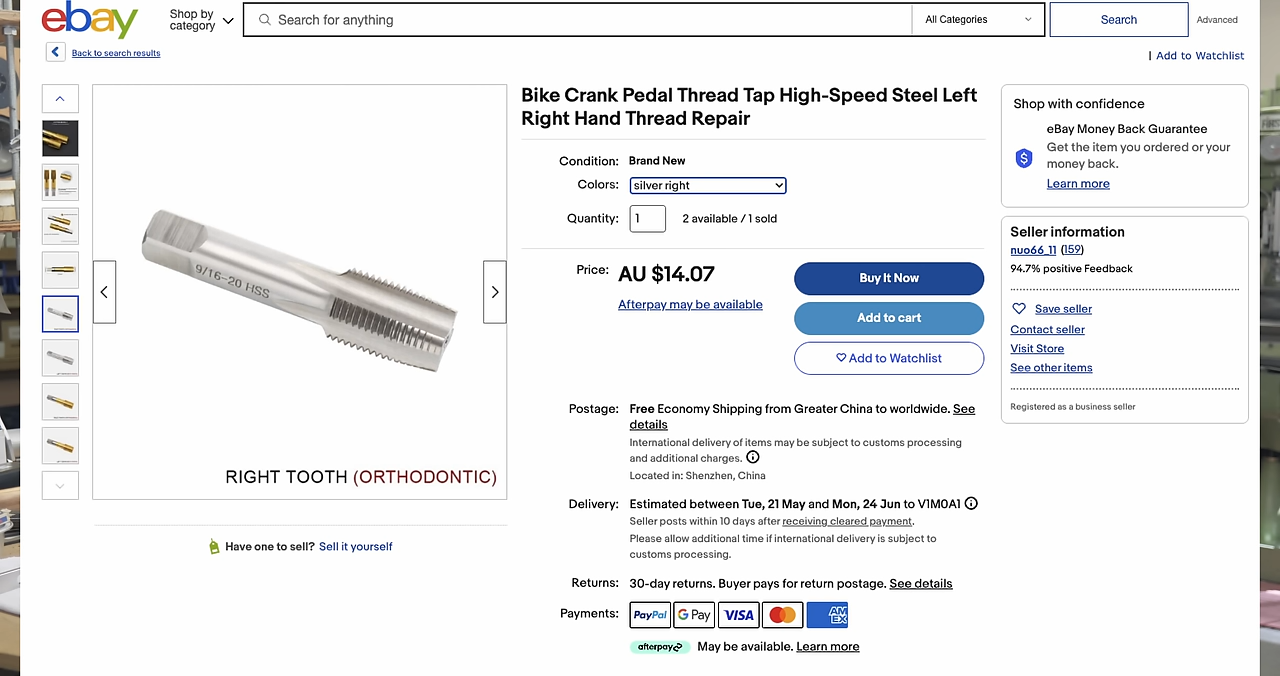 ebay
Shop by
category
Search for anything
All Categories
Search
Advanced
Back to search results
Add to Watchlist
Bike Crank Pedal Thread Tap High-Speed Steel Left
Right Hand Thread Repair
Condition: Brand New
Colors: silver right
Quantity: 1 2 available / 1 sold
Price: AU $14.07
Afterpay may be available
Buy It Now
Add to cart
Add to Watchlist
9/16-20 HSS
RIGHT TOOTH (ORTHODONTIC)
Have one to sell? Sell it yourself
Postage: Free Economy Shipping from Greater China to worldwide. See
details
International delivery of items may be subject to customs processing
and additional charges.
Located in: Shenzhen, China
Delivery: Estimated between Tue, 21 May and Mon, 24 Jun to V1M0A1
Seller posts within 10 days after receiving cleared payment.
Please allow additional time if international delivery is subject to
customs processing.
Returns: 30-day returns. Buyer pays for return postage. See details
Payments: PayPal G Pay VISA AM EX
afterpay May be available. Learn more
Shop with confidence
eBay Money Back Guarantee
Get the item you ordered or your
money back.
Learn more
Seller information
nuo66_11 (159)
94.7% positive Feedback
Save seller
Contact seller
Visit Store
See other items
Registered as a business seller